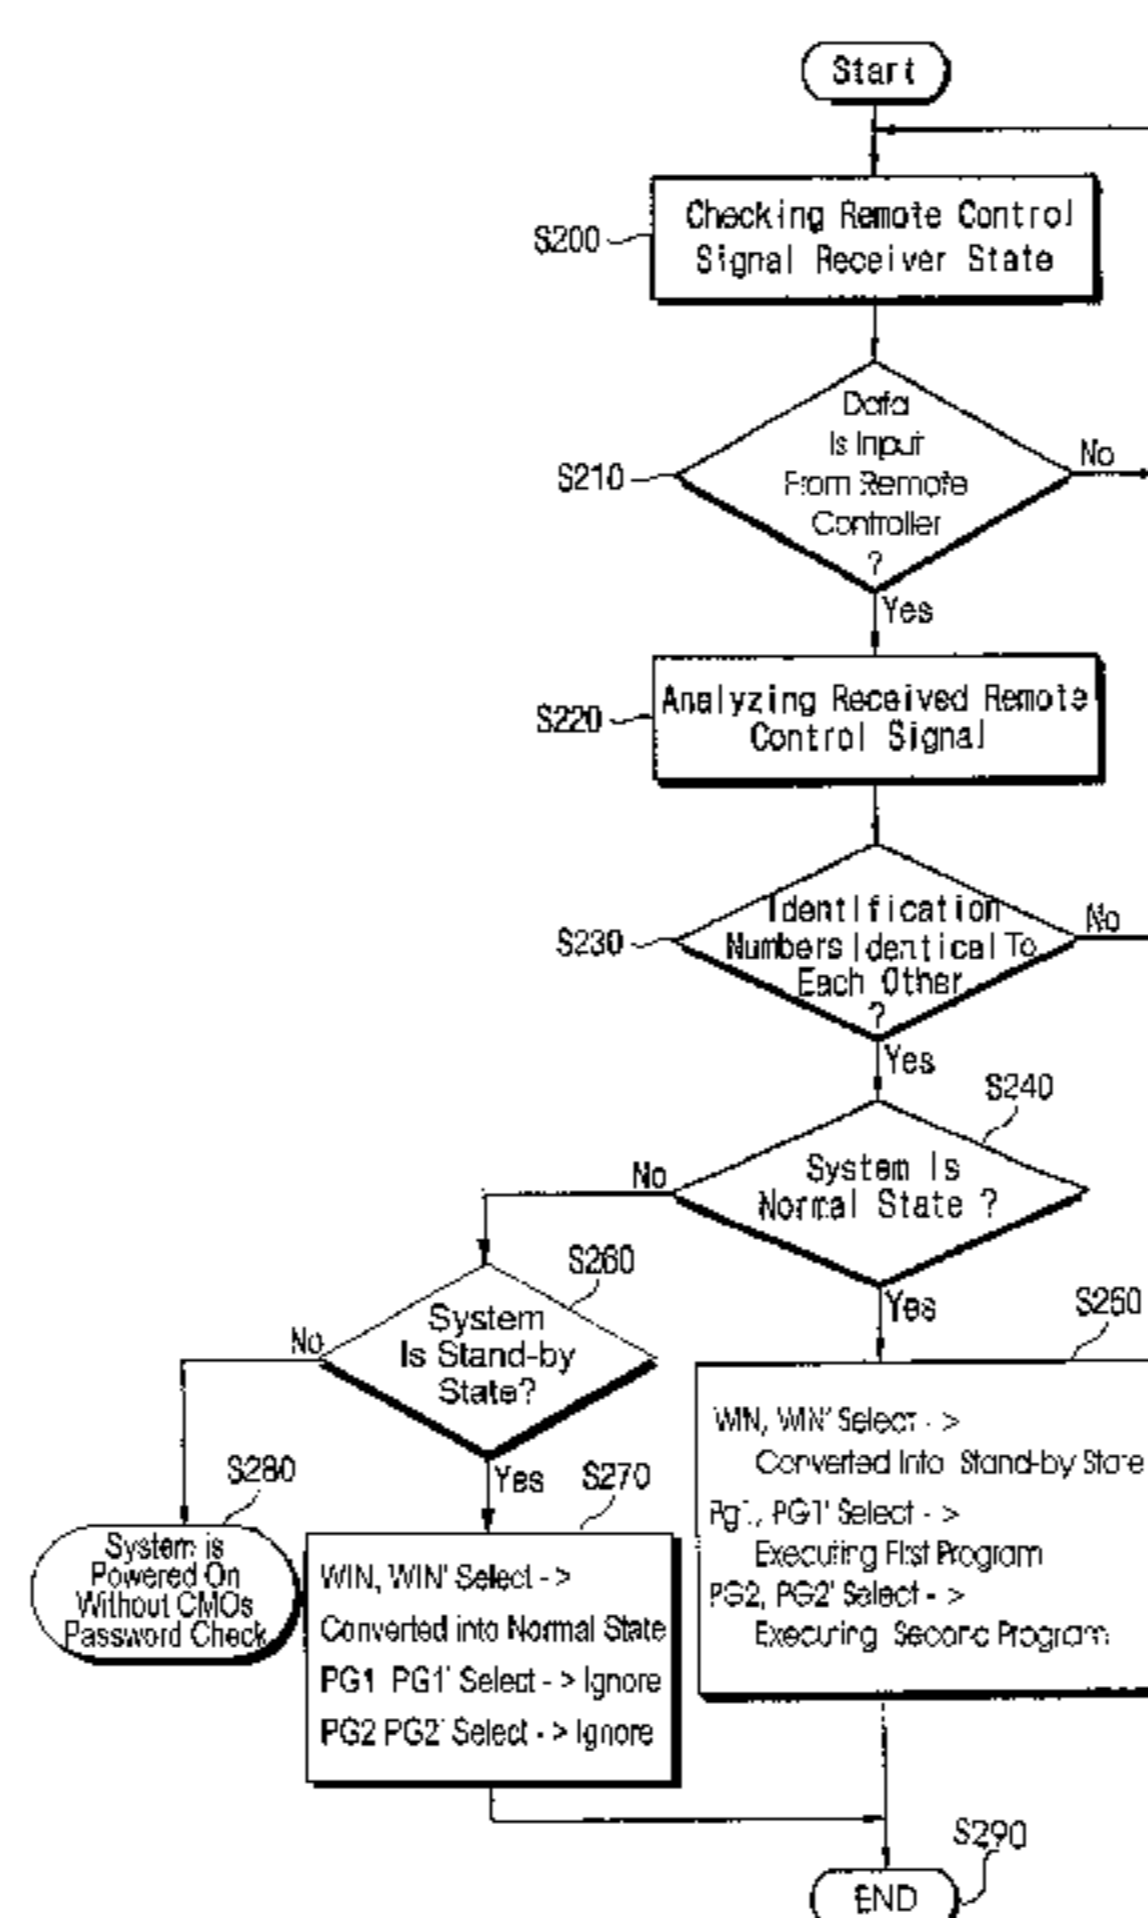 Start
S200
Checking Remote Control
Signal Receiver State
S210
Data
Is Input
From Remote
Controller
?
No
Yes
S220
Analyzing Received Remote
Control Signal
S230
Identification
Numbers Identical To
Each Other
?
No
Yes
S240
System Is
Normal State ?
No
Yes
S260
System
Is Stand-by
State?
No
Yes
S260
WIN, WIN' Select - >
Converted Into Stand-by State
Pg1, PG1' Select - >
Executing First Program
PG2, PG2' Select - >
Executing Second Program
S280
System is
Powered On
Without CMOs
Password Check
S270
WIN, WIN' Select - >
Converted into Normal State
PG1 PG1' Select - > Ignore
PG2 PG2' Select - > Ignore
S290
END